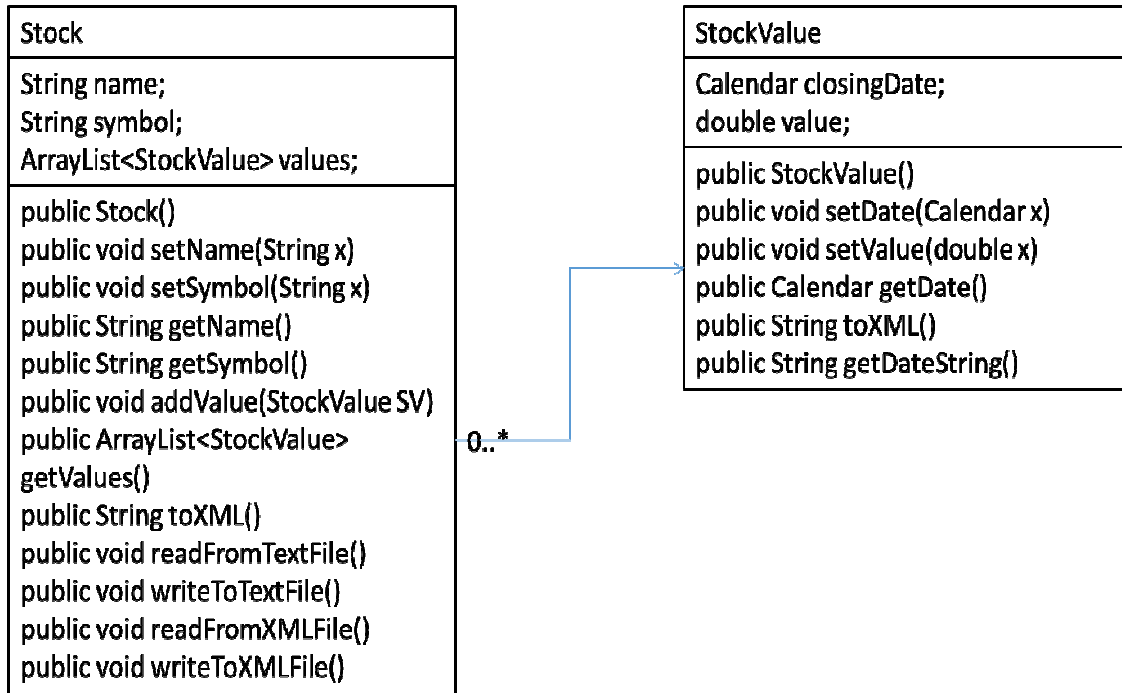 Stock
String name;
String symbol;
ArrayList<StockValue> values;
public Stock()
public void setName(String x)
public void setSymbol(String x)
public String getName()
public String getSymbol()
public void addValue(StockValue SV)
public ArrayList<StockValue>
getValues()
public String toXML()
public void readFromTextFile()
public void writeToTextFile()
public void readFromXMLFile()
public void writeToXMLFile()
0..*
StockValue
Calendar closingDate;
double value;
public StockValue()
public void setDate(Calendar x)
public void setValue(double x)
public Calendar getDate()
public String toXML()
public String getDateString()